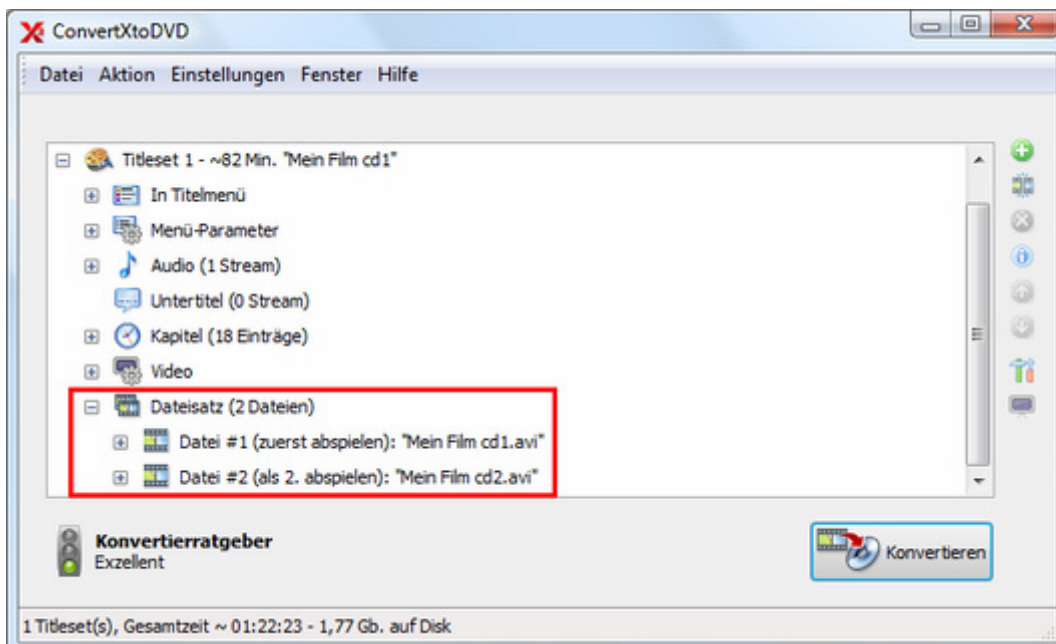 ConvertXtoDVD
Datei Aktion Einstellungen Fenster Hilfe
Titleset 1 - ~82 Min. "Mein Film cd1"
In Titelmenü
Menü-Parameter
Audio (1 Stream)
Untertitel (0 Stream)
Kapitel (18 Einträge)
Video
Dateisatz (2 Dateien)
Datei #1 (zuerst abspielen): "Mein Film cd1.avi"
Datei #2 (als 2. abspielen): "Mein Film cd2.avi"
Konvertierratgeber
Exzellent
Konvertieren
1 Titleset(s), Gesamtzeit ~ 01:22:23 - 1,77 Gb. auf Disk